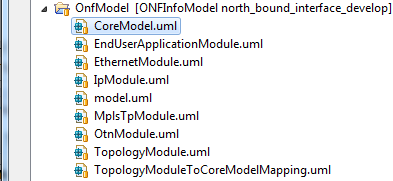 OnfModel [ONFInfoModel north_bound_interface_develop]
CoreModel.uml
EndUserApplicationModule.uml
EthernetModule.uml
IpModule.uml
model.uml
MplsTpModule.uml
OtnModule.uml
TopologyModule.uml
TopologyModuleToCoreModelMapping.uml